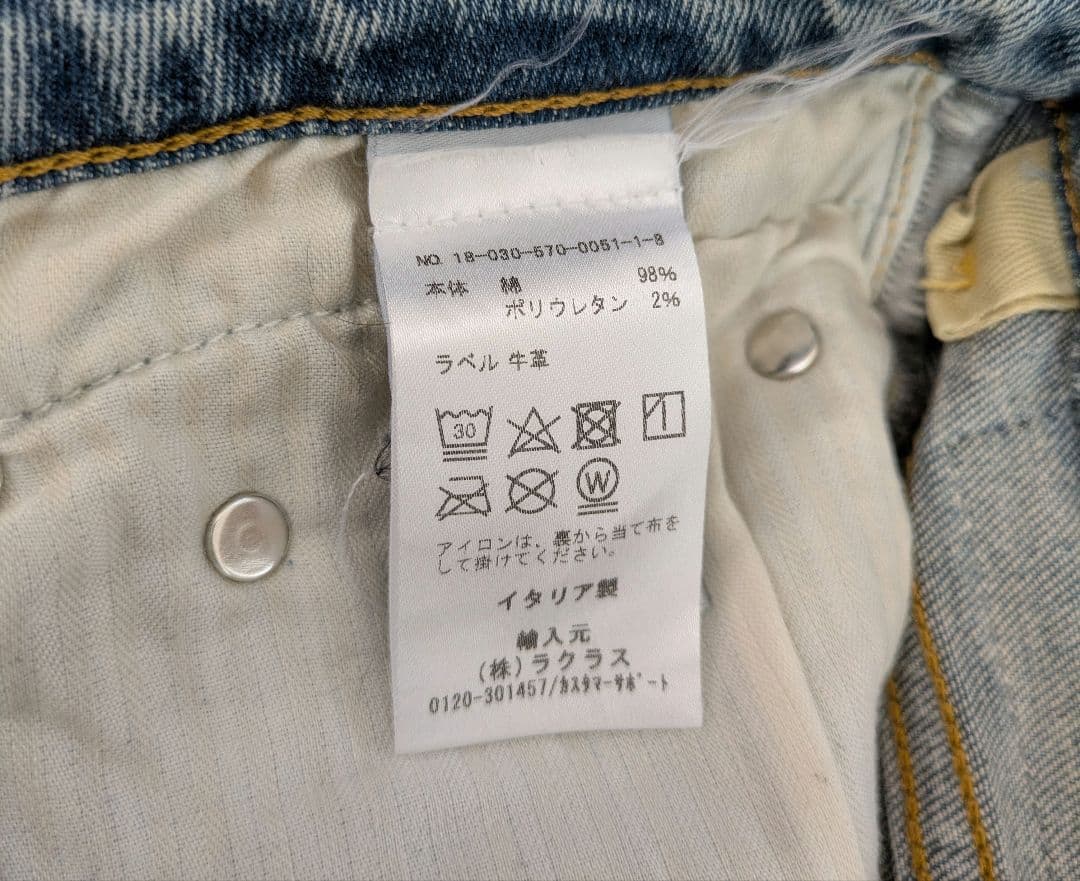 NO. 18-030-570-0051-1-3
本体 綿 98%
ポリウレタン 2%
ラベル 牛革
30
W
アイロンは、裏から当て布を
して掛けてください。
イタリア製
輸入元
(株)ラクラス
0120-301457/ｶｽﾀﾏｰｻﾎﾟｰﾄ